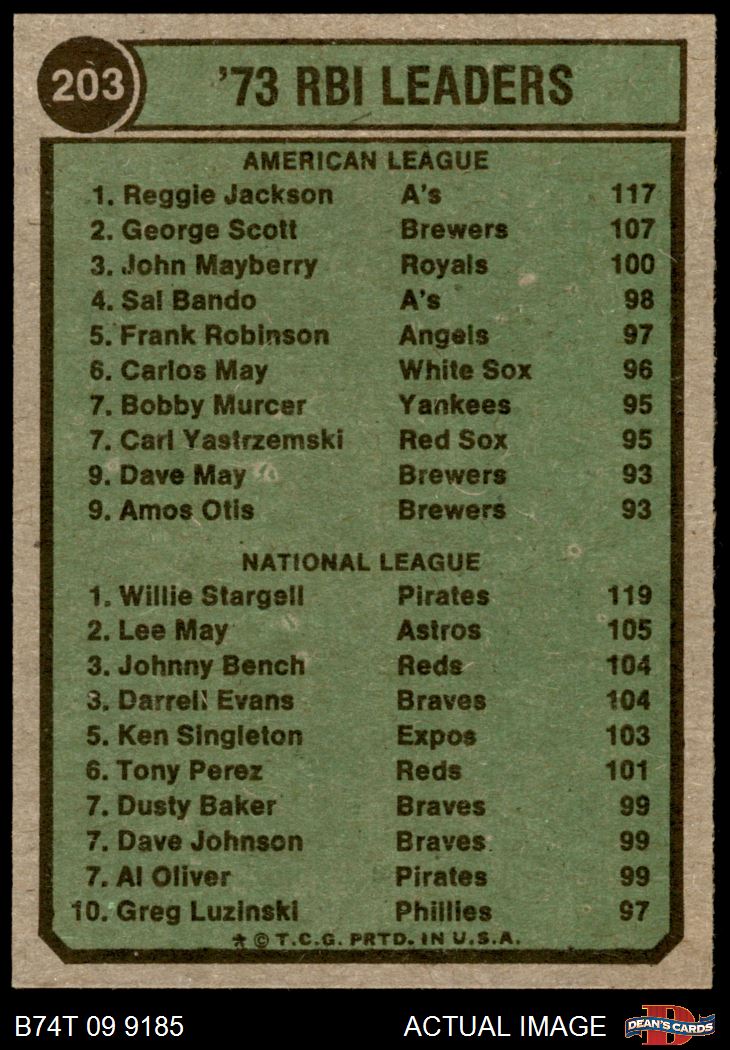 203 '73 RBI LEADERS
AMERICAN LEAGUE
1. Reggie Jackson A's 117
2. George Scott Brewers 107
3. John Mayberry Royals 100
4. Sal Bando A's 98
5. Frank Robinson Angels 97
6. Carlos May White Sox 96
7. Bobby Murcer Yankees 95
7. Carl Yastrzemski Red Sox 95
9. Dave May Brewers 93
9. Amos Otis Brewers 93
NATIONAL LEAGUE
1. Willie Stargell Pirates 119
2. Lee May Astros 105
3. Johnny Bench Reds 104
3. Darrell Evans Braves 104
5. Ken Singleton Expos 103
6. Tony Perez Reds 101
7. Dusty Baker Braves 99
7. Dave Johnson Braves 99
7. Al Oliver Pirates 99
10. Greg Luzinski Phillies 97
★ © T.C.G. PRTD. IN U.S.A.
B74T 09 9185 ACTUAL IMAGE D DEAN'S CARDS